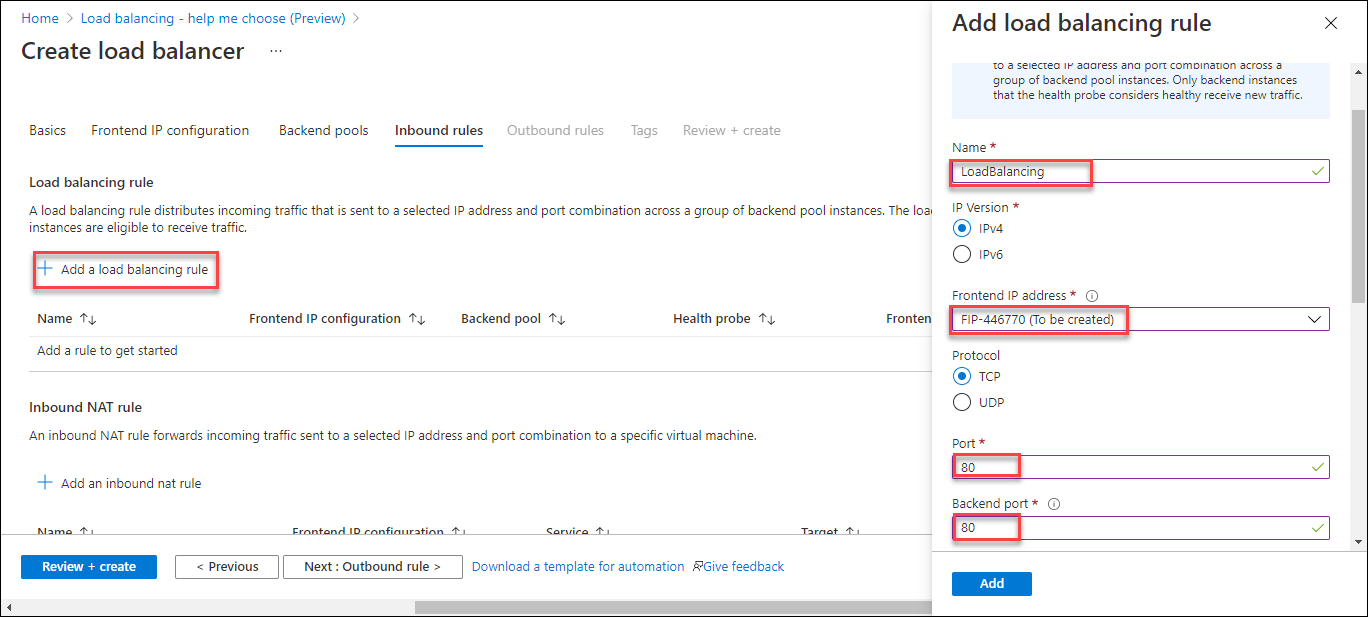 Home > Load balancing - help me choose (Preview) >
Create load balancer ...
Basics Frontend IP configuration Backend pools Inbound rules Outbound rules Tags Review + create
Load balancing rule
A load balancing rule distributes incoming traffic that is sent to a selected IP address and port combination across a group of backend pool instances. The loa
instances are eligible to receive traffic.
+ Add a load balancing rule
Name ↑↓ Frontend IP configuration ↑↓ Backend pool ↑↓ Health probe ↑↓ Fronten
Add a rule to get started
Inbound NAT rule
An inbound NAT rule forwards incoming traffic sent to a selected IP address and port combination to a specific virtual machine.
+ Add an inbound nat rule
Name ↑↓ Frontend IP configuration ↑↓ Service ↑↓ Target ↑↓
Review + create < Previous Next : Outbound rule > Download a template for automation Give feedback
Add load balancing rule
to a selected IP address and port combination across a
group of backend pool instances. Only backend instances
that the health probe considers healthy receive new traffic.
Name *
LoadBalancing
IP Version *
IPv4
IPv6
Frontend IP address *
FIP-446770 (To be created)
Protocol
TCP
UDP
Port *
80
Backend port *
80
Add